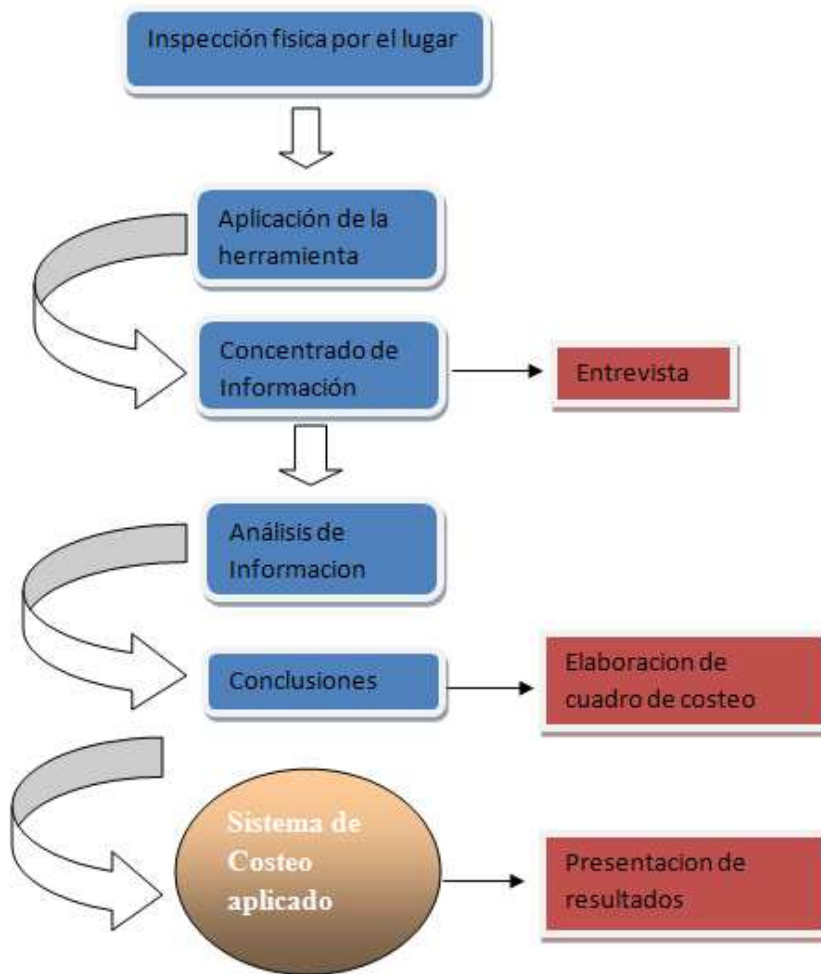 Inspección fisica por el lugar
Aplicación de la
herramienta
Concentrado de
Información
Entrevista
Análisis de
Informacion
Conclusiones
Elaboracion de
cuadro de costeo
Sistema de
Costeo
aplicado
Presentacion de
resultados